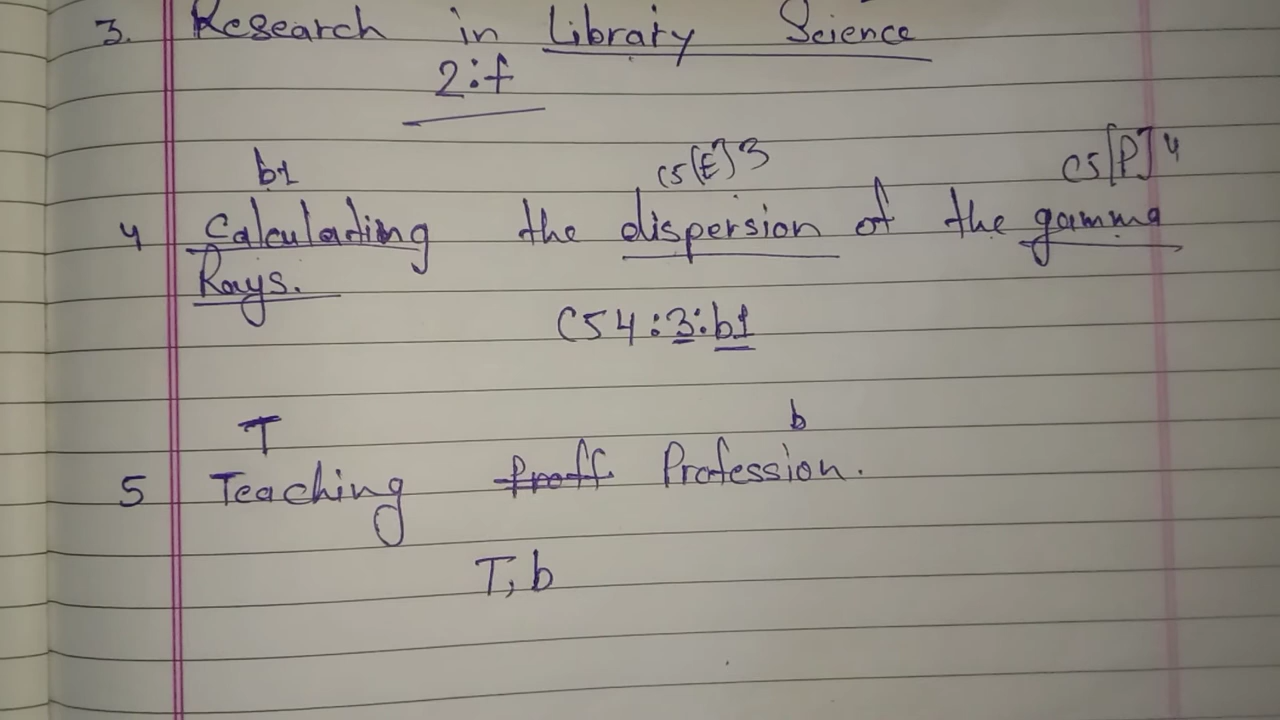 3. Research in Library Science
2:f
b1 C5[E]3 C5[P]4
4 Calculating the dispersion of the gamma
Rays.
C54:3:b1
T b
5 Teaching proff Profession.
T,b